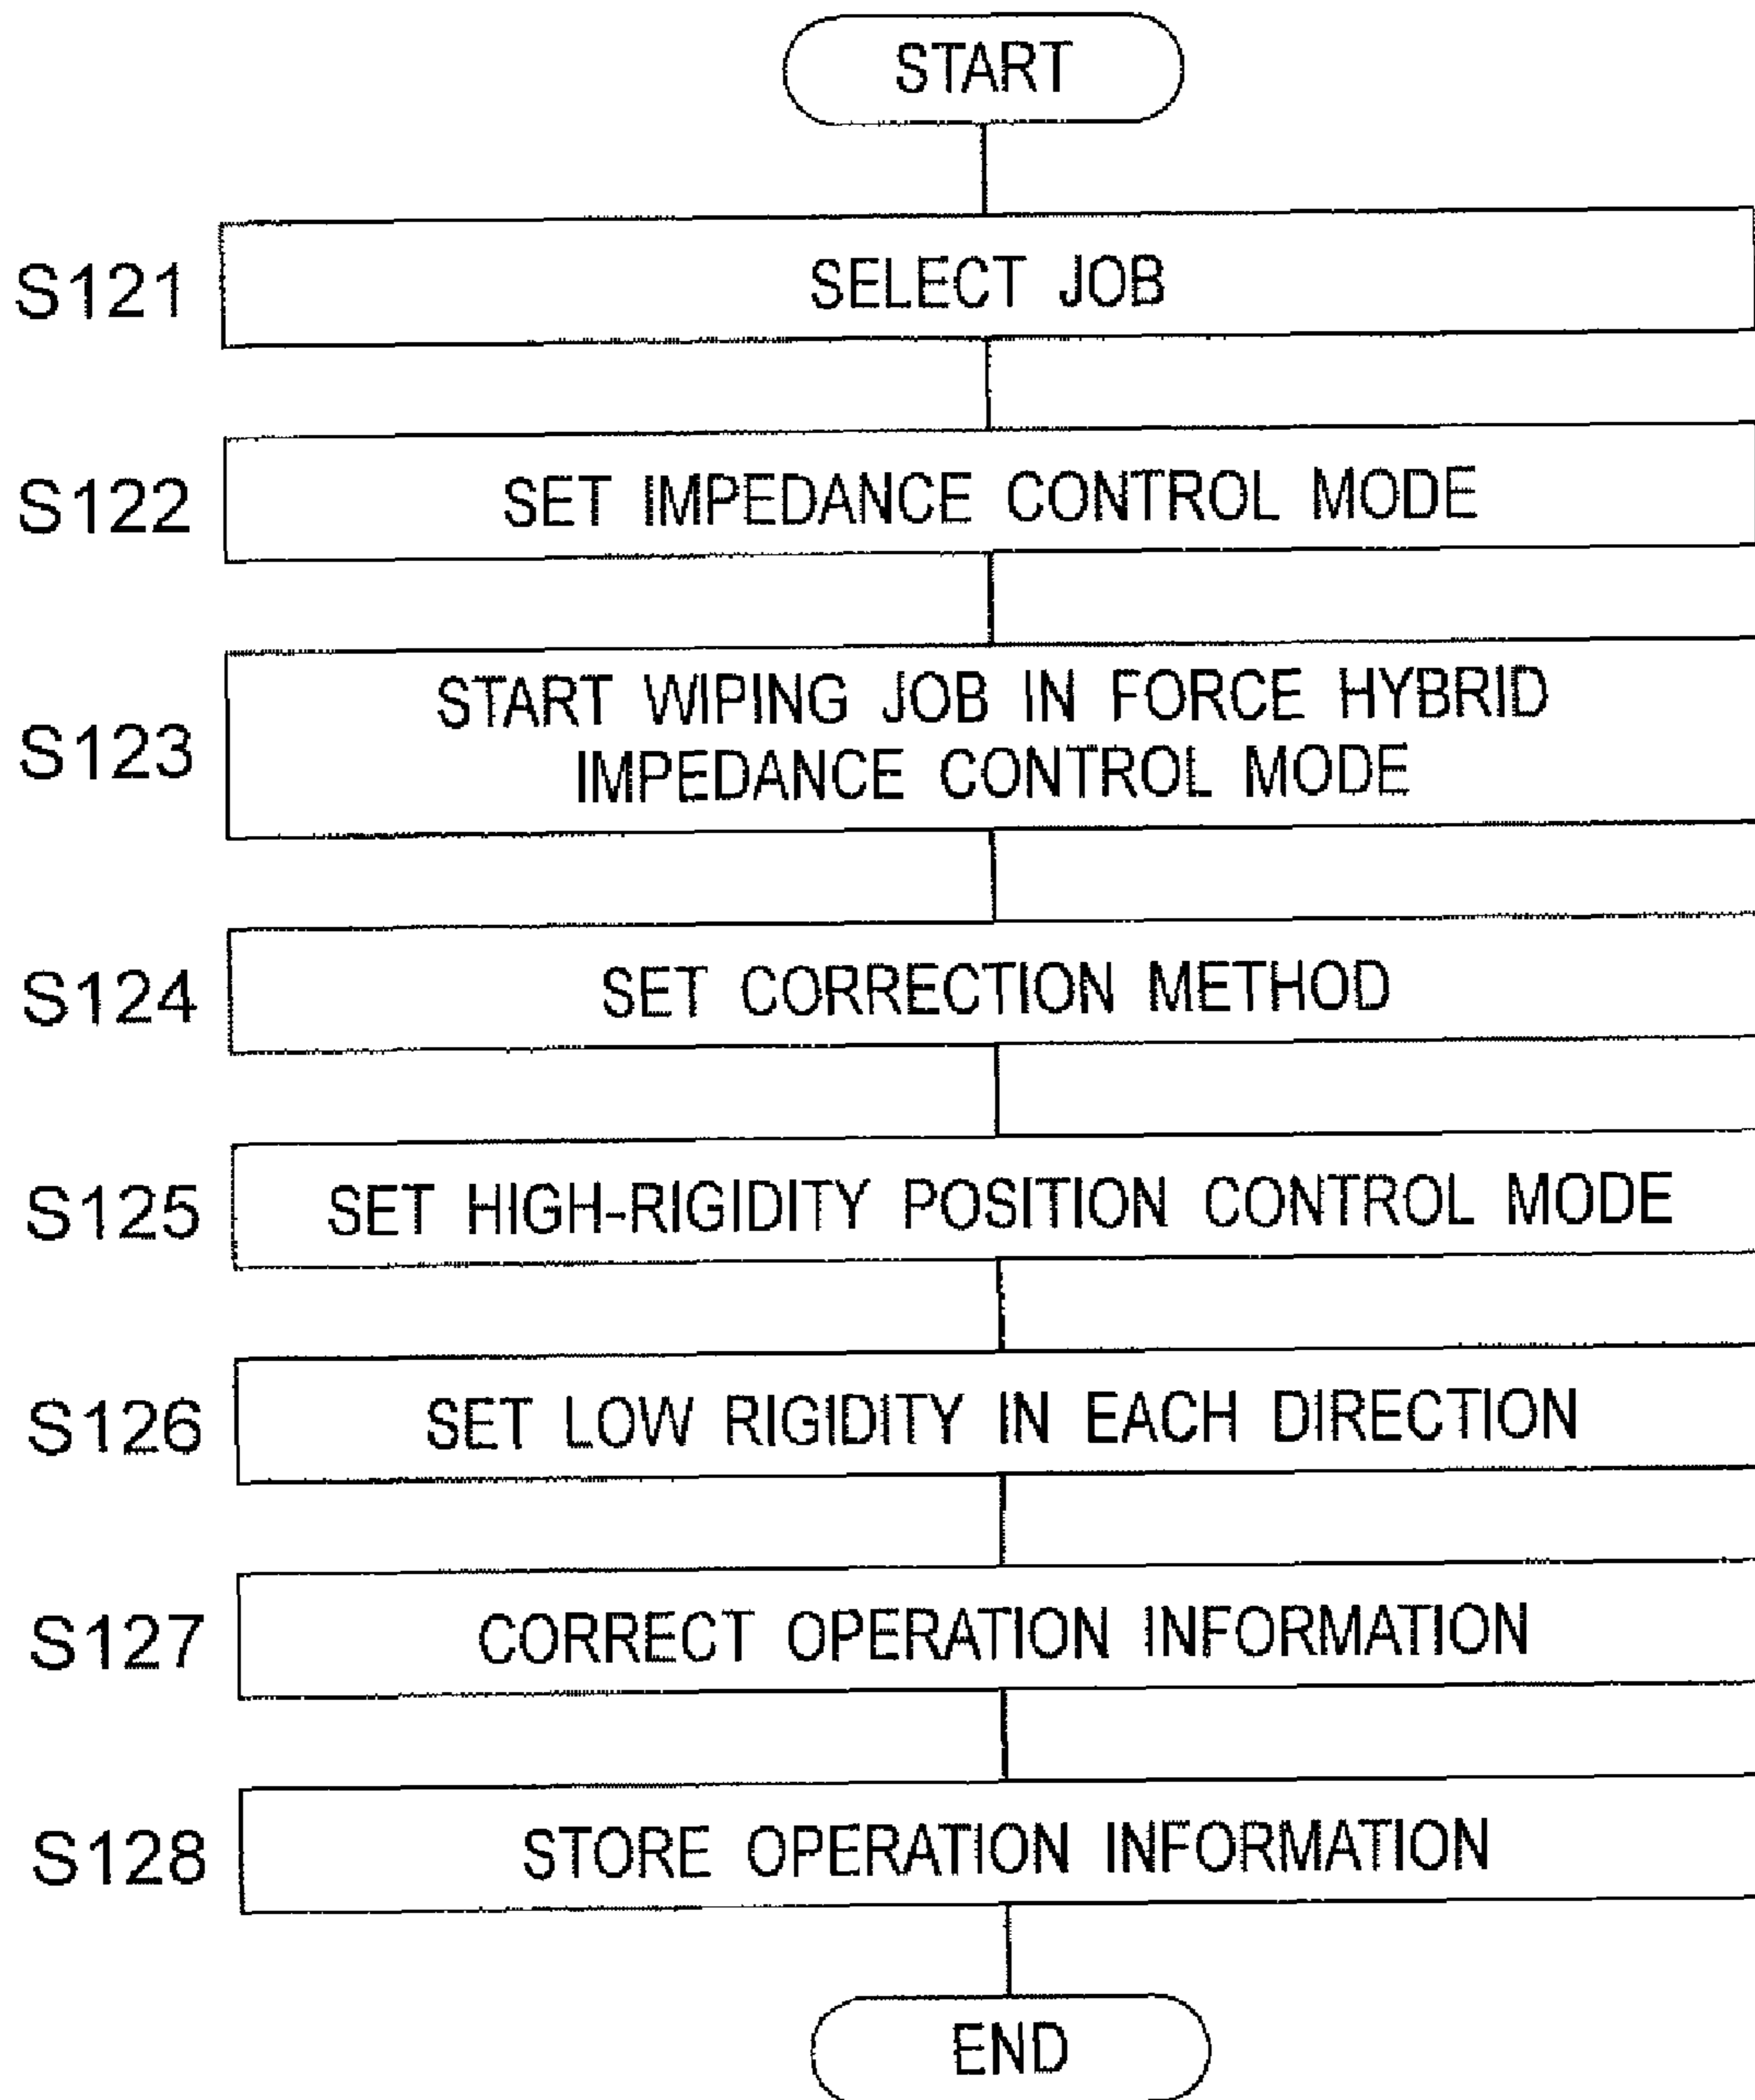 START
S121 SELECT JOB
S122 SET IMPEDANCE CONTROL MODE
S123 START WIPING JOB IN FORCE HYBRID
IMPEDANCE CONTROL MODE
S124 SET CORRECTION METHOD
S125 SET HIGH-RIGIDITY POSITION CONTROL MODE
S126 SET LOW RIGIDITY IN EACH DIRECTION
S127 CORRECT OPERATION INFORMATION
S128 STORE OPERATION INFORMATION
END